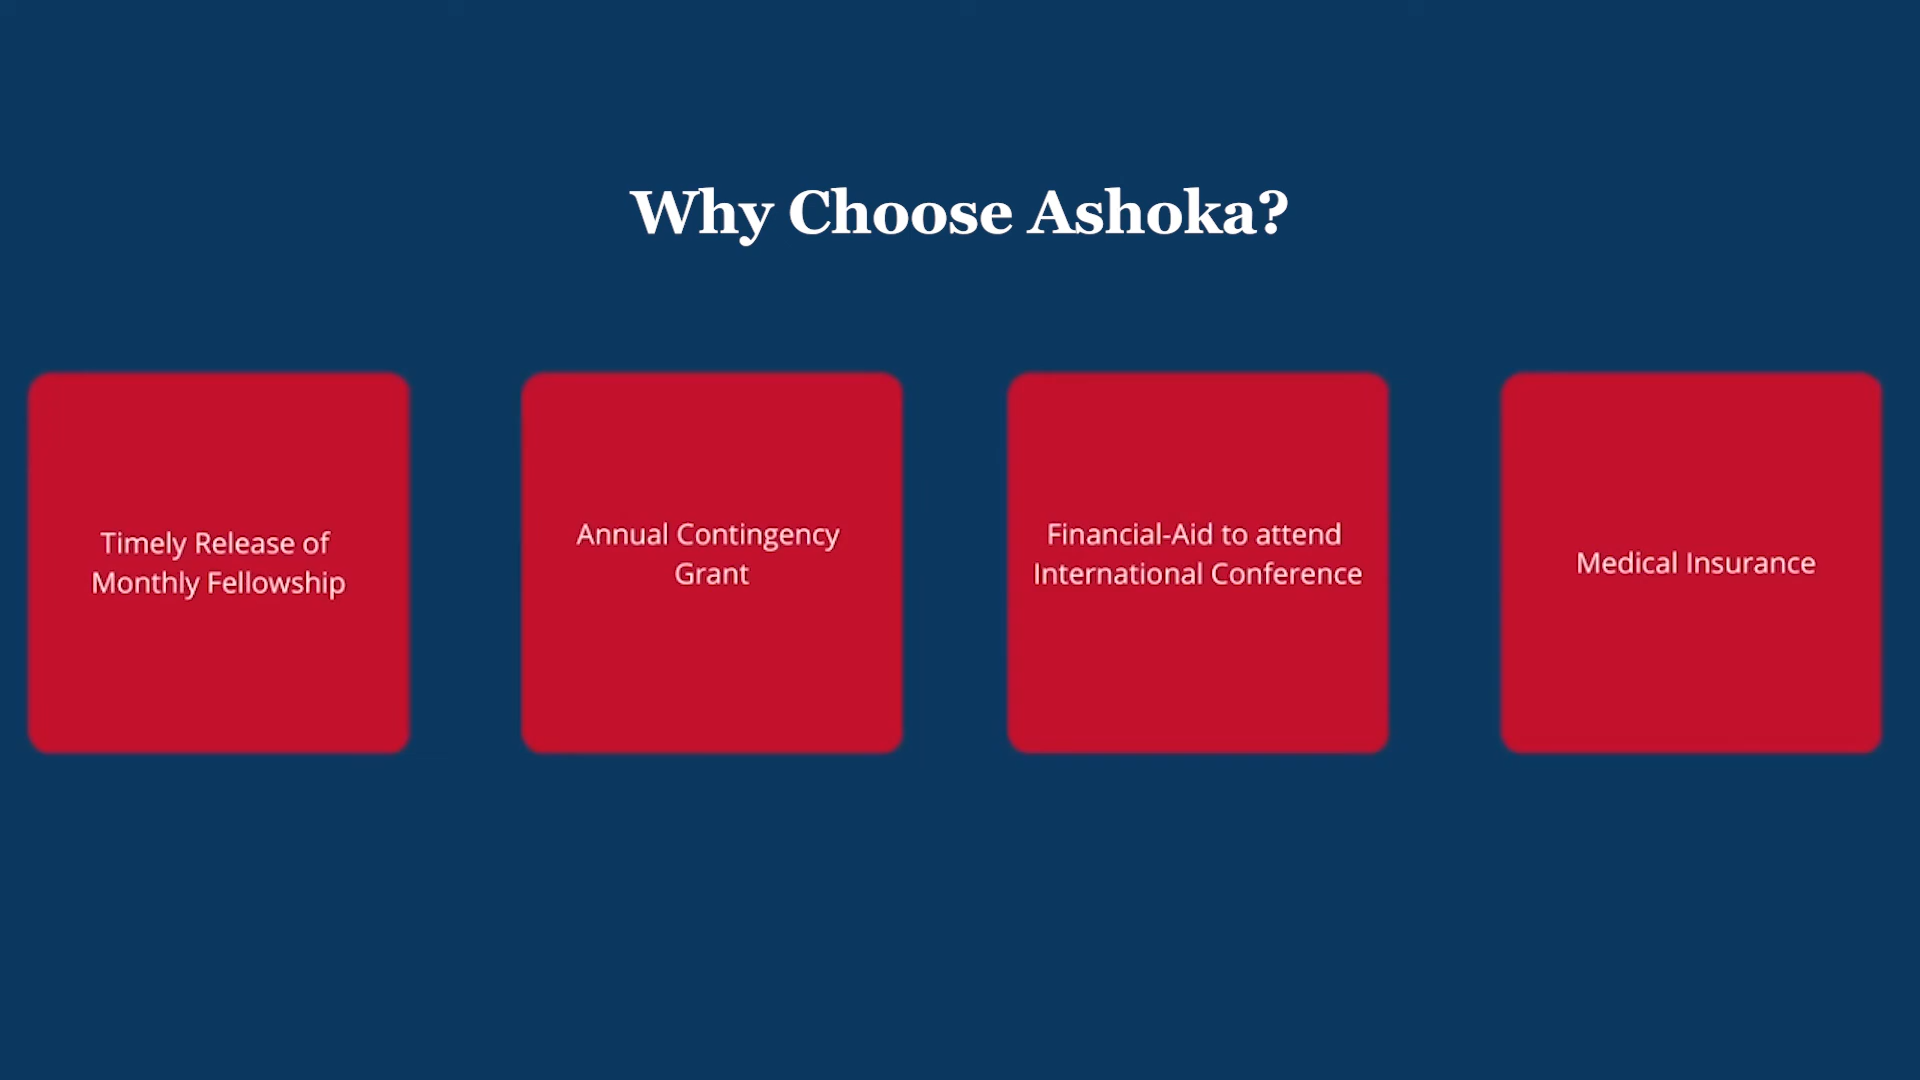 Why Choose Ashoka?
Timely Release of
Monthly Fellowship
Annual Contingency
Grant
Financial-Aid to attend
International Conference
Medical Insurance